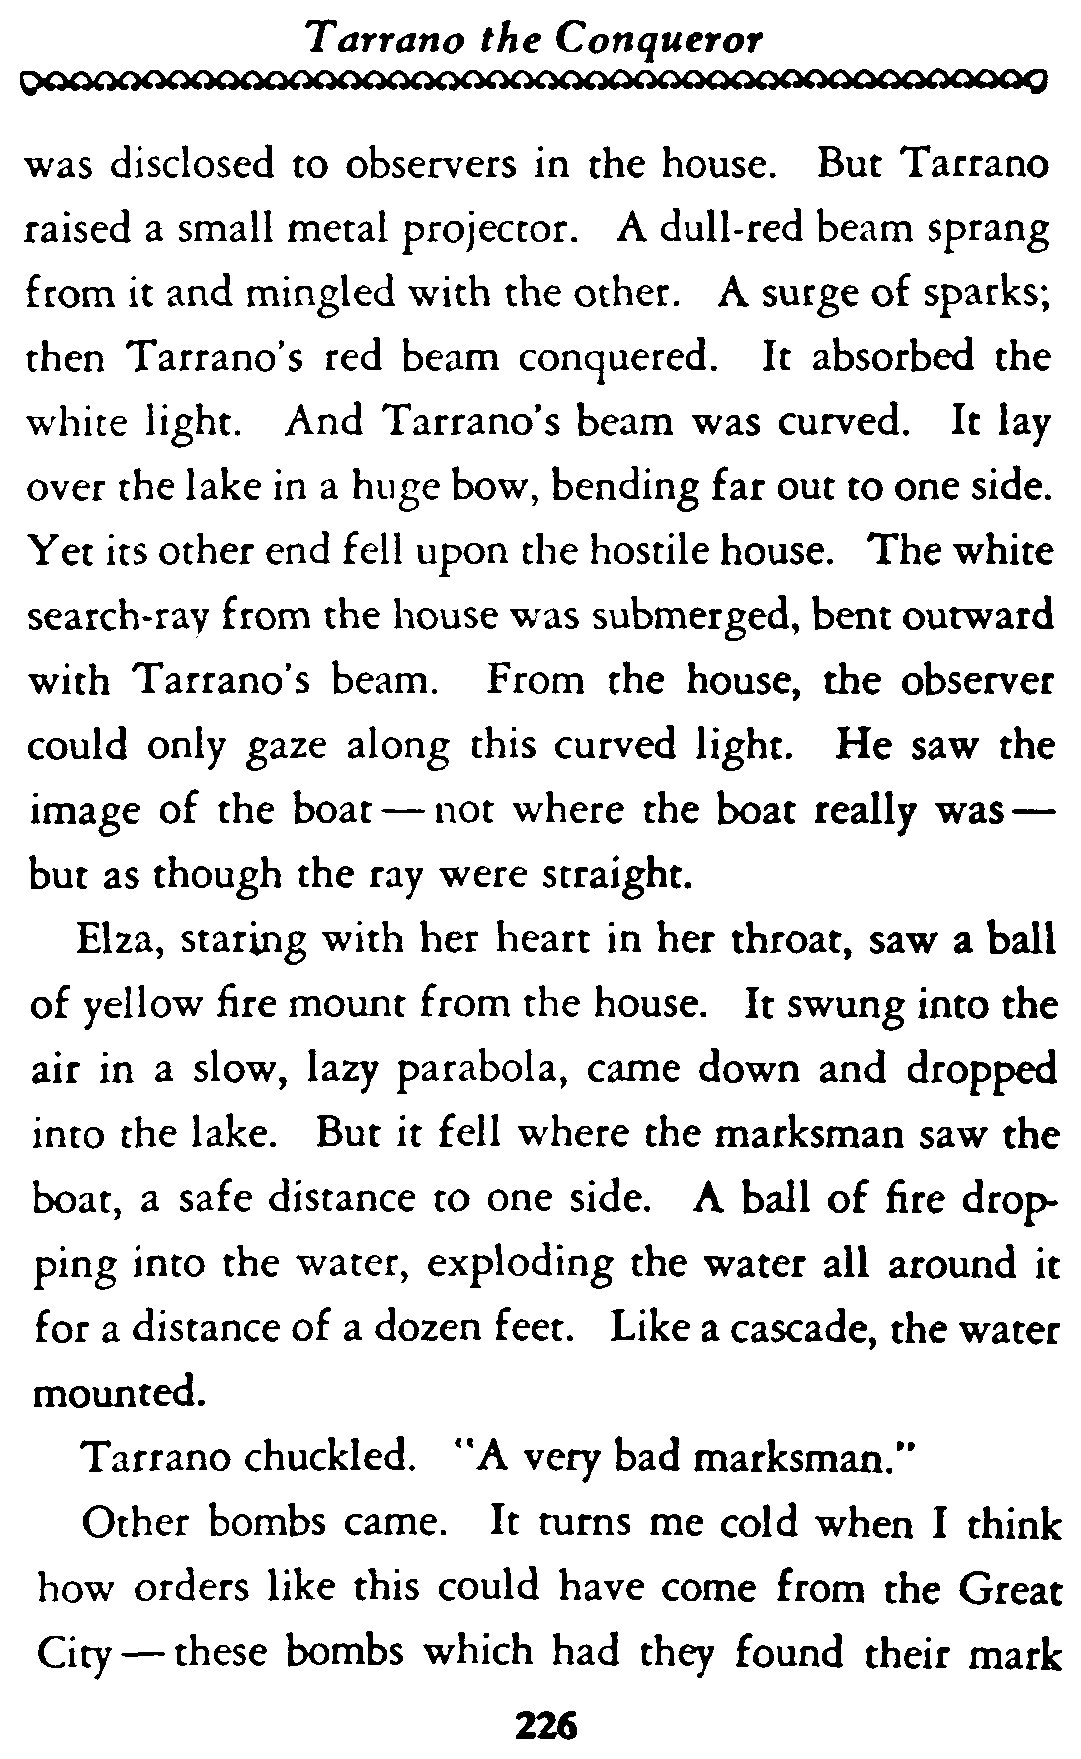 Tarrano the Conqueror
was disclosed to observers in the house. But Tarrano
raised a small metal projector. A dull-red beam sprang
from it and mingled with the other. A surge of sparks;
then Tarrano's red beam conquered. It absorbed the
white light. And Tarrano's beam was curved. It lay
over the lake in a huge bow, bending far out to one side.
Yet its other end fell upon the hostile house. The white
search-ray from the house was submerged, bent outward
with Tarrano's beam. From the house, the observer
could only gaze along this curved light. He saw the
image of the boat — not where the boat really was —
but as though the ray were straight.
Elza, staring with her heart in her throat, saw a ball
of yellow fire mount from the house. It swung into the
air in a slow, lazy parabola, came down and dropped
into the lake. But it fell where the marksman saw the
boat, a safe distance to one side. A ball of fire drop-
ping into the water, exploding the water all around it
for a distance of a dozen feet. Like a cascade, the water
mounted.
Tarrano chuckled. "A very bad marksman."
Other bombs came. It turns me cold when I think
how orders like this could have come from the Great
City — these bombs which had they found their mark
226